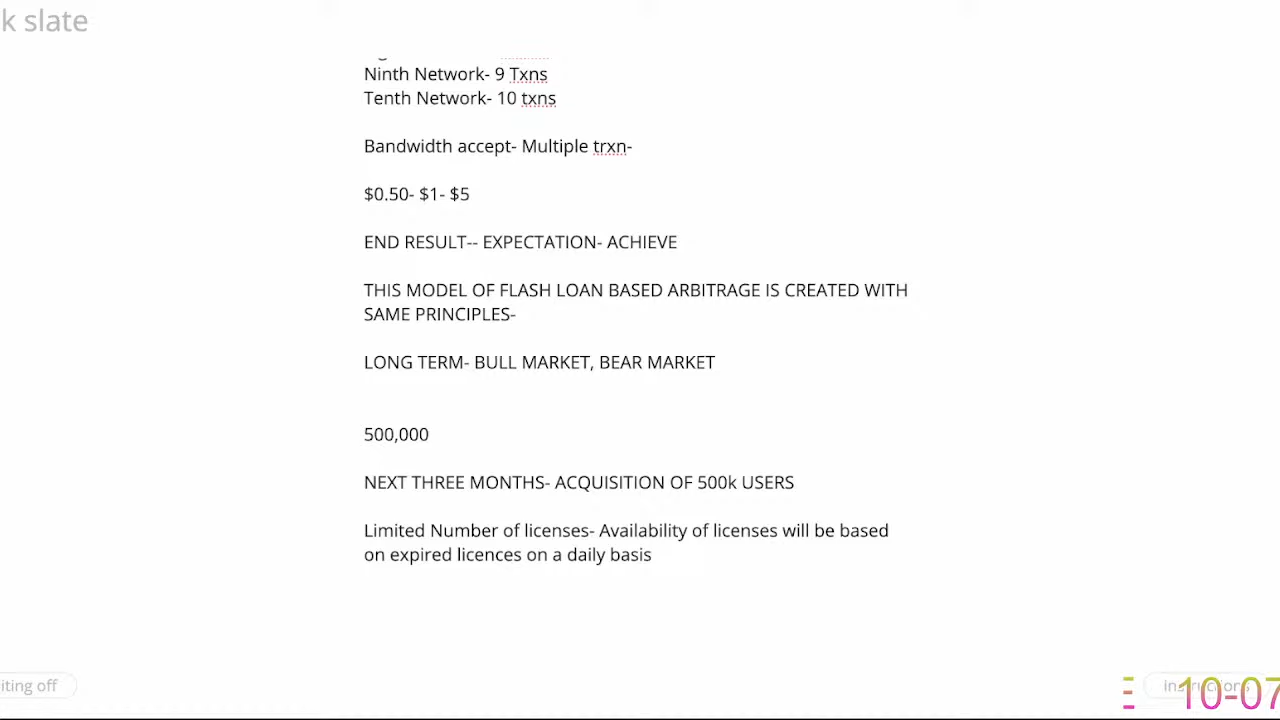 k slate
Ninth Network- 9 Txns
Tenth Network- 10 txns
Bandwidth accept- Multiple trxn-
$0.50- $1- $5
END RESULT-- EXPECTATION- ACHIEVE
THIS MODEL OF FLASH LOAN BASED ARBITRAGE IS CREATED WITH
SAME PRINCIPLES-
LONG TERM- BULL MARKET, BEAR MARKET
500,000
NEXT THREE MONTHS- ACQUISITION OF 500k USERS
Limited Number of licenses- Availability of licenses will be based
on expired licences on a daily basis
iting off
instructions
10-07